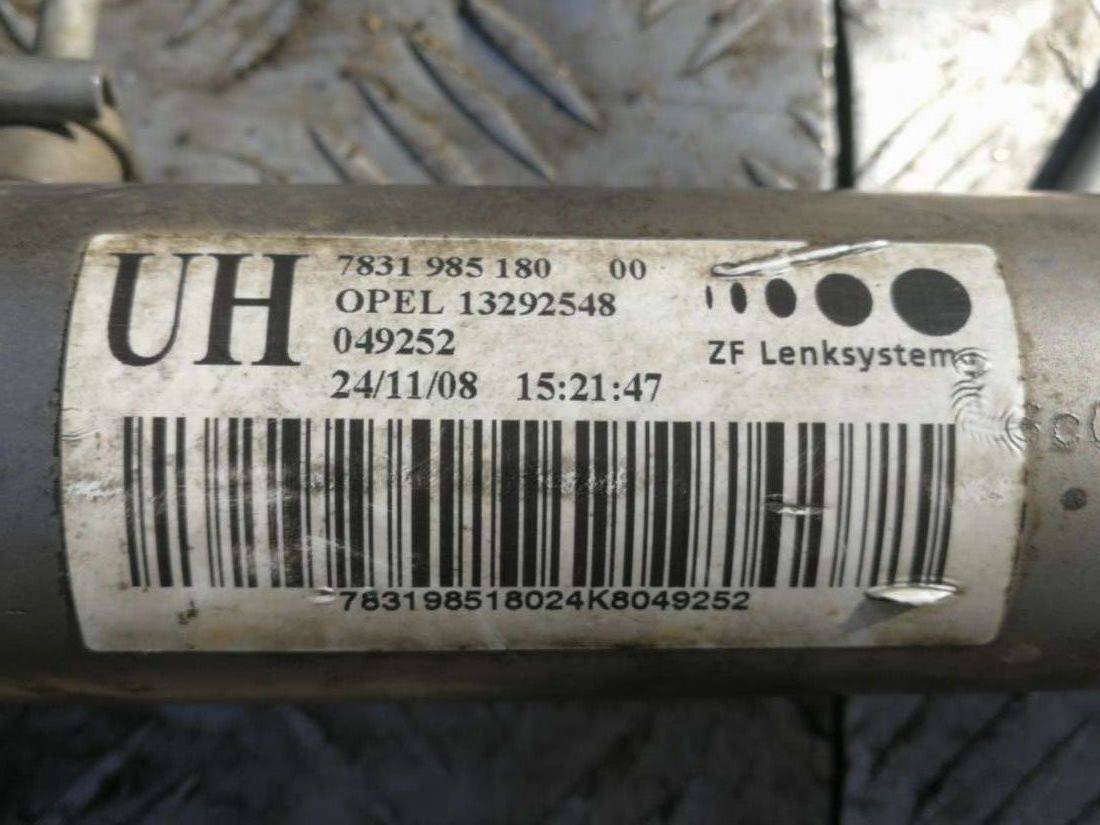 UH
7831 985 180 00
OPEL 13292548
049252
24/11/08 15:21:47
ZF Lenksysteme
783198518024K8049252